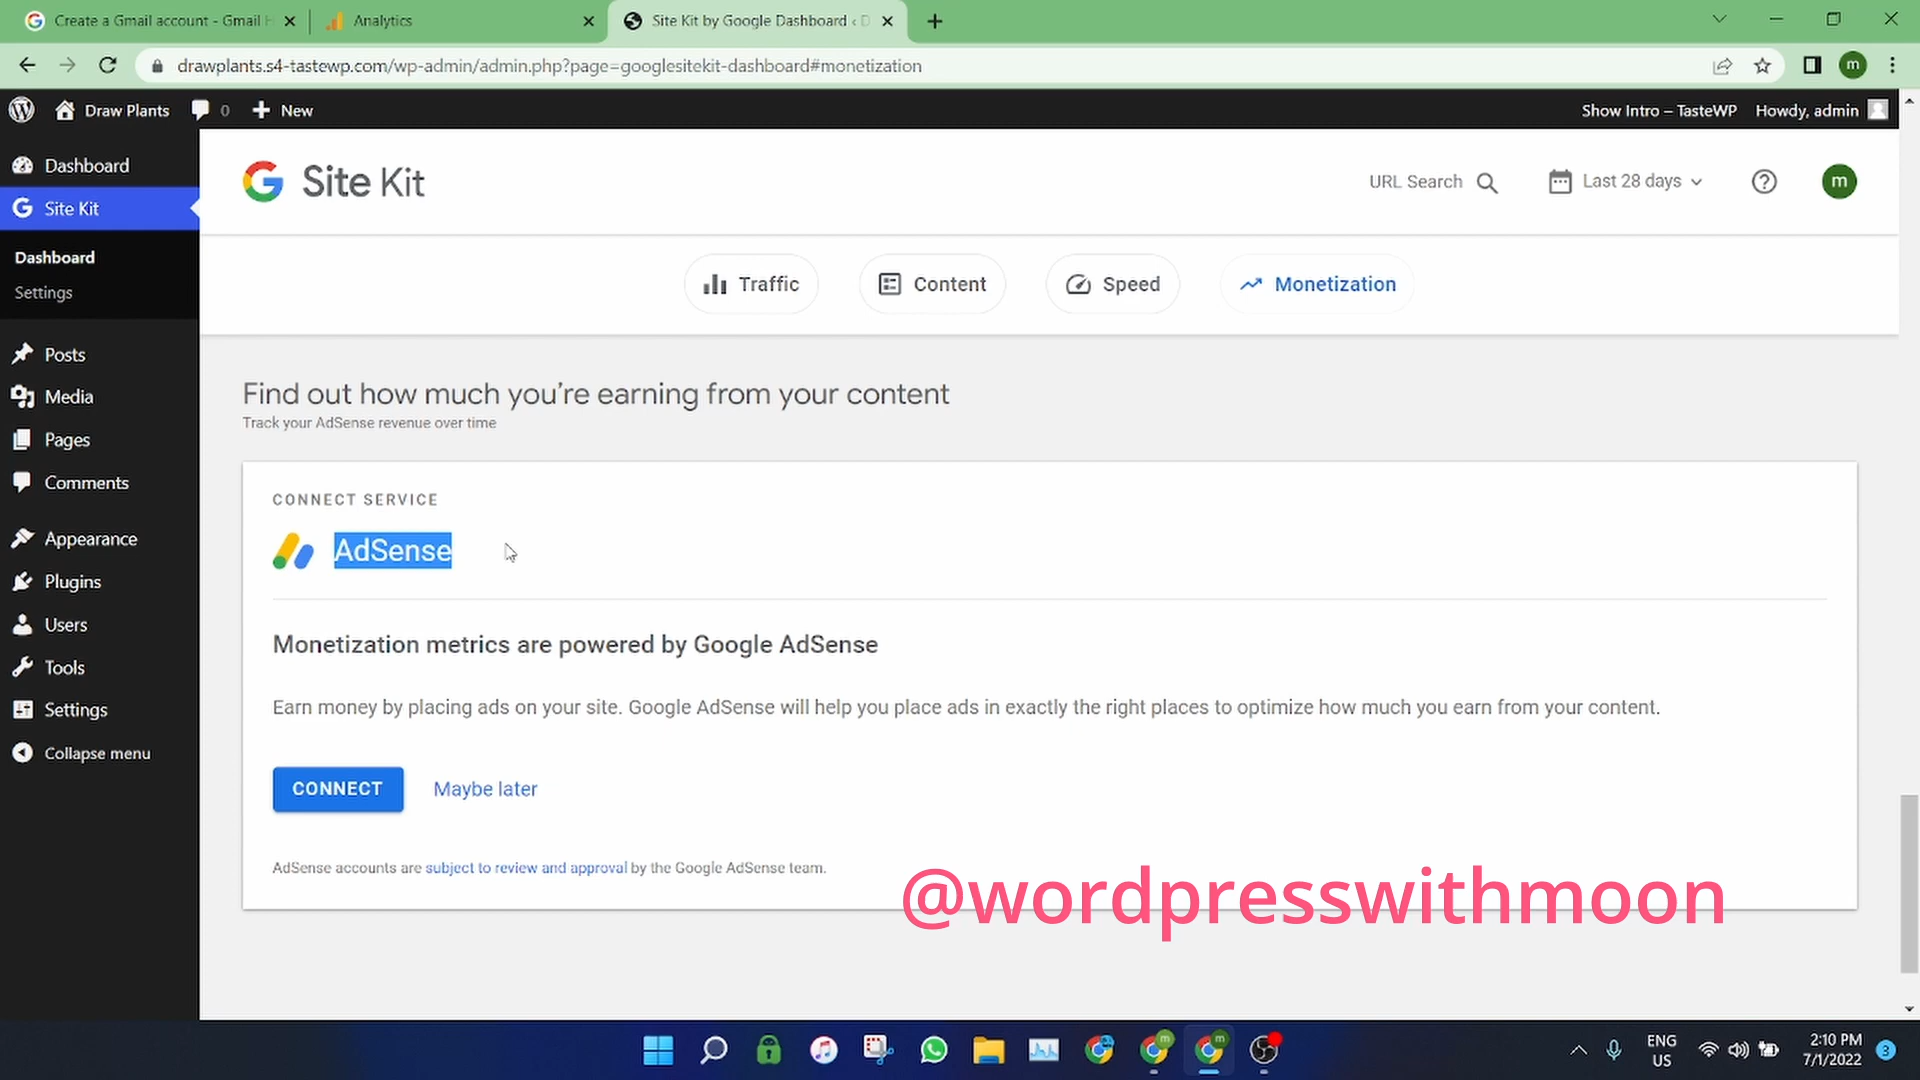 Create a Gmail account - Gmail H
Analytics
Site Kit by Google Dashboard ‹ D
drawplants.s4-tastewp.com/wp-admin/admin.php?page=googlesitekit-dashboard#monetization
m
Draw Plants
0
New
Show Intro – TasteWP
Howdy, admin
Dashboard
Site Kit
Dashboard
Settings
Posts
Media
Pages
Comments
Appearance
Plugins
Users
Tools
Settings
Collapse menu
Site Kit
URL Search
Last 28 days
m
Traffic
Content
Speed
Monetization
Find out how much you’re earning from your content
Track your AdSense revenue over time
CONNECT SERVICE
AdSense
Monetization metrics are powered by Google AdSense
Earn money by placing ads on your site. Google AdSense will help you place ads in exactly the right places to optimize how much you earn from your content.
CONNECT
Maybe later
AdSense accounts are subject to review and approval by the Google AdSense team.
@wordpresswithmoon
ENG
US
2:10 PM
7/1/2022
3